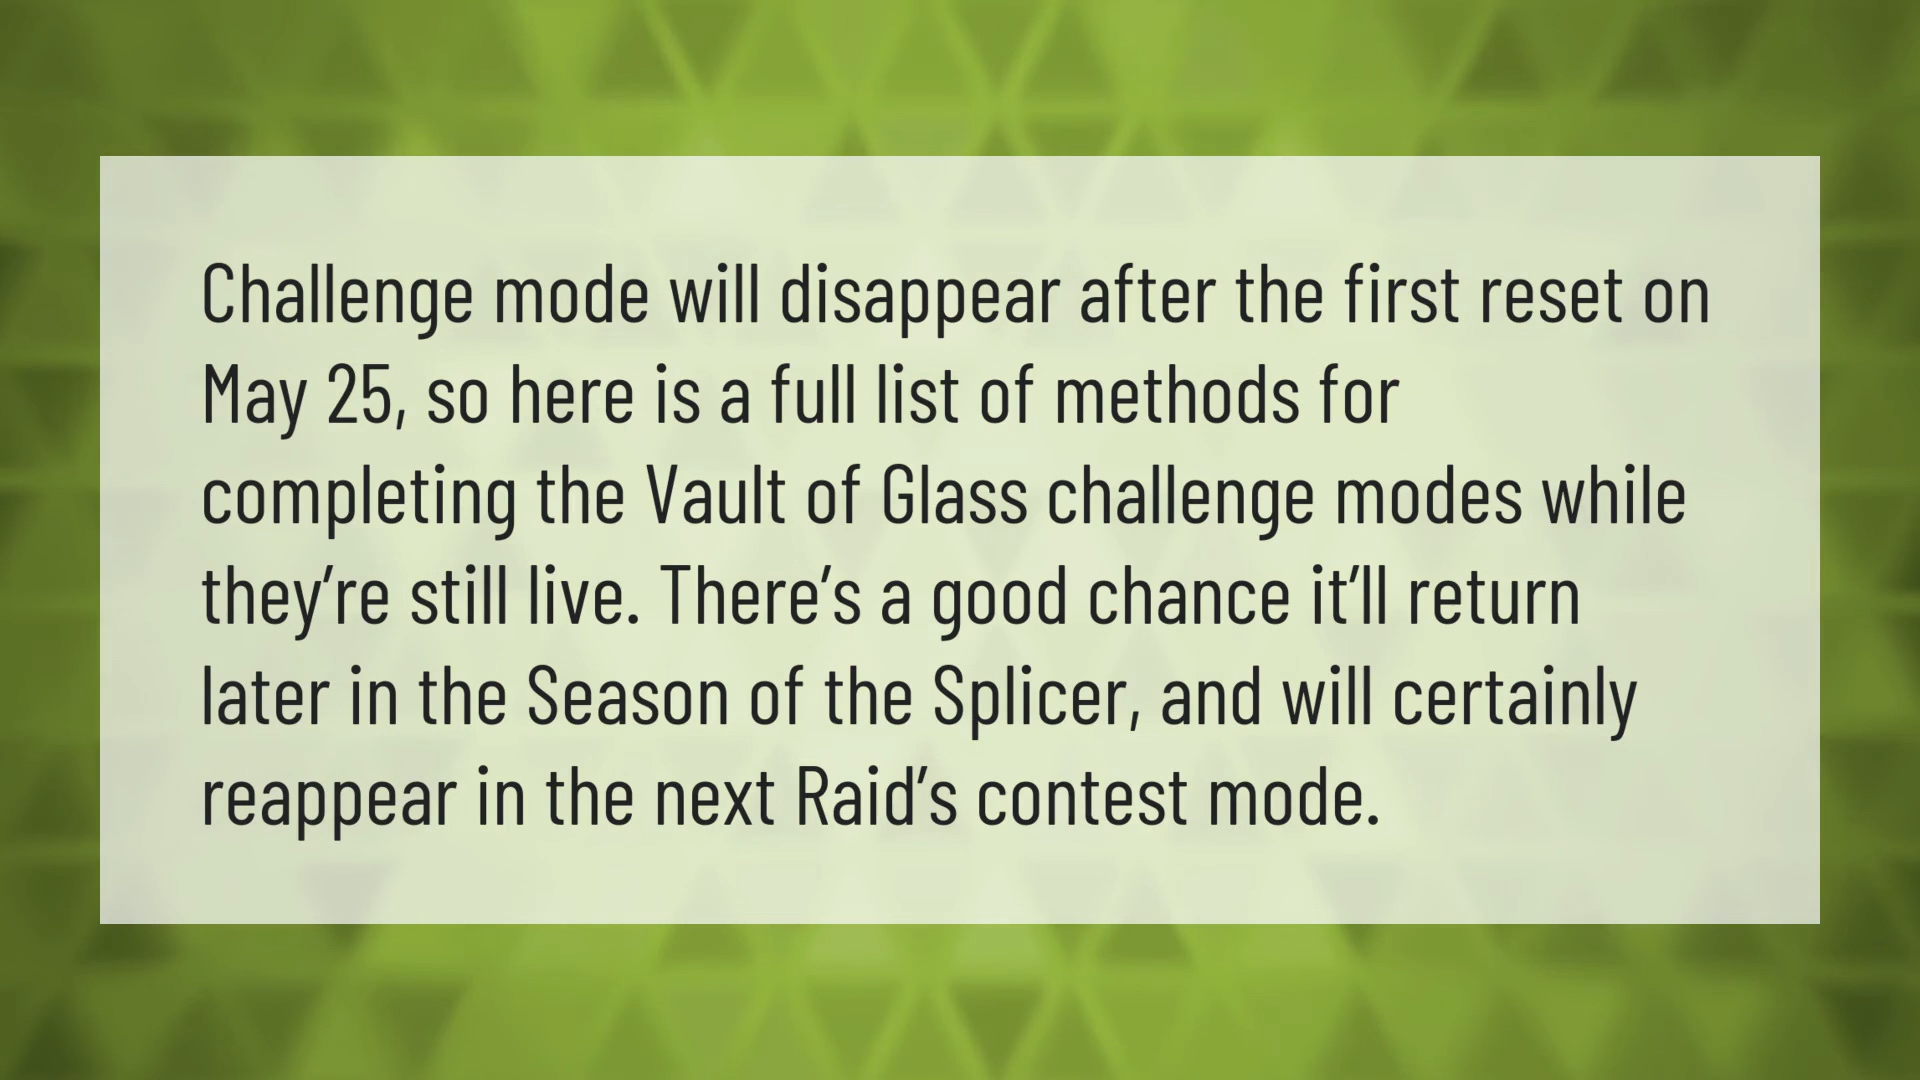 Challenge mode will disappear after the first reset on
May 25, so here is a full list of methods for
completing the Vault of Glass challenge modes while
they’re still live. There’s a good chance it’ll return
later in the Season of the Splicer, and will certainly
reappear in the next Raid’s contest mode.